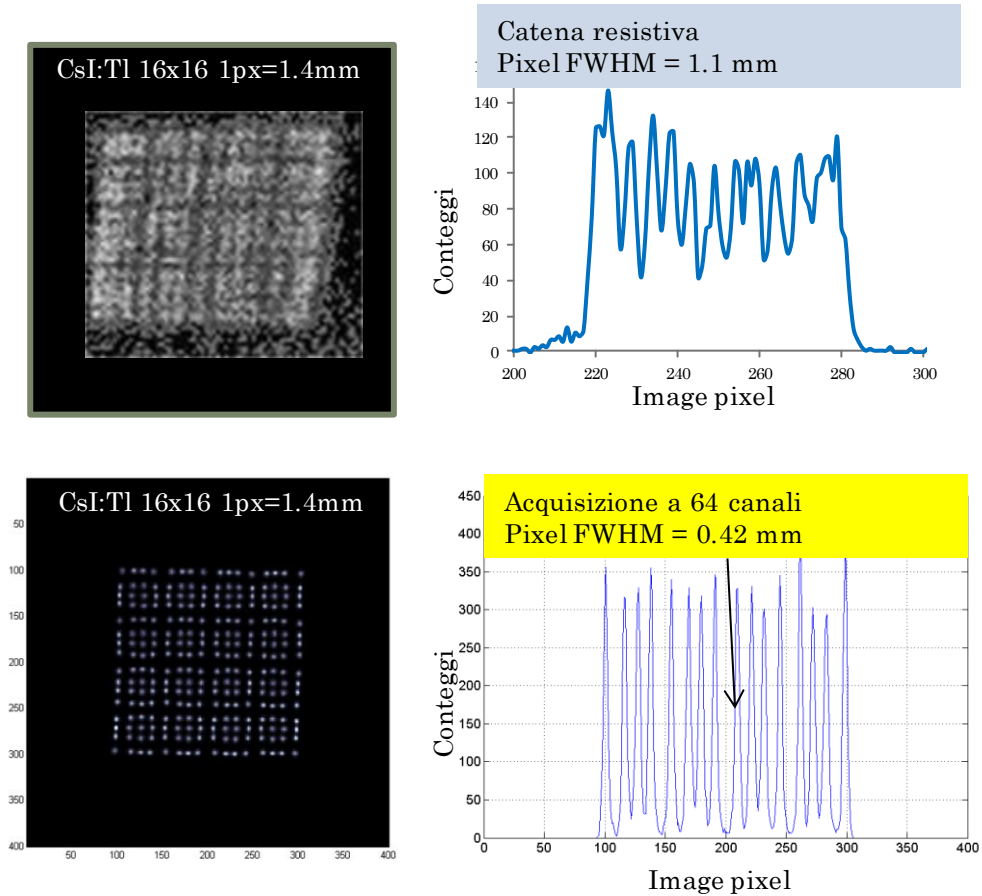 CsI:Tl 16x16 1px=1.4mm
Catena resistiva
Pixel FWHM = 1.1 mm
140
120
100
80
60
40
20
0
Conteggi
200 220 240 260 280 300
Image pixel
CsI:Tl 16x16 1px=1.4mm
50
100
150
200
250
300
350
400
50 100 150 200 250 300 350 400
Acquisizione a 64 canali
Pixel FWHM = 0.42 mm
450
400
350
300
250
200
150
100
50
0
Conteggi
0 50 100 150 200 250 300 350 400
Image pixel